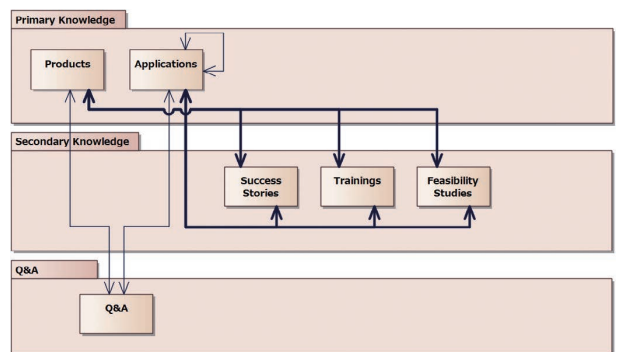 Primary Knowledge
Products
Applications
Secondary Knowledge
Success
Stories
Trainings
Feasibility
Studies
Q&A
Q&A